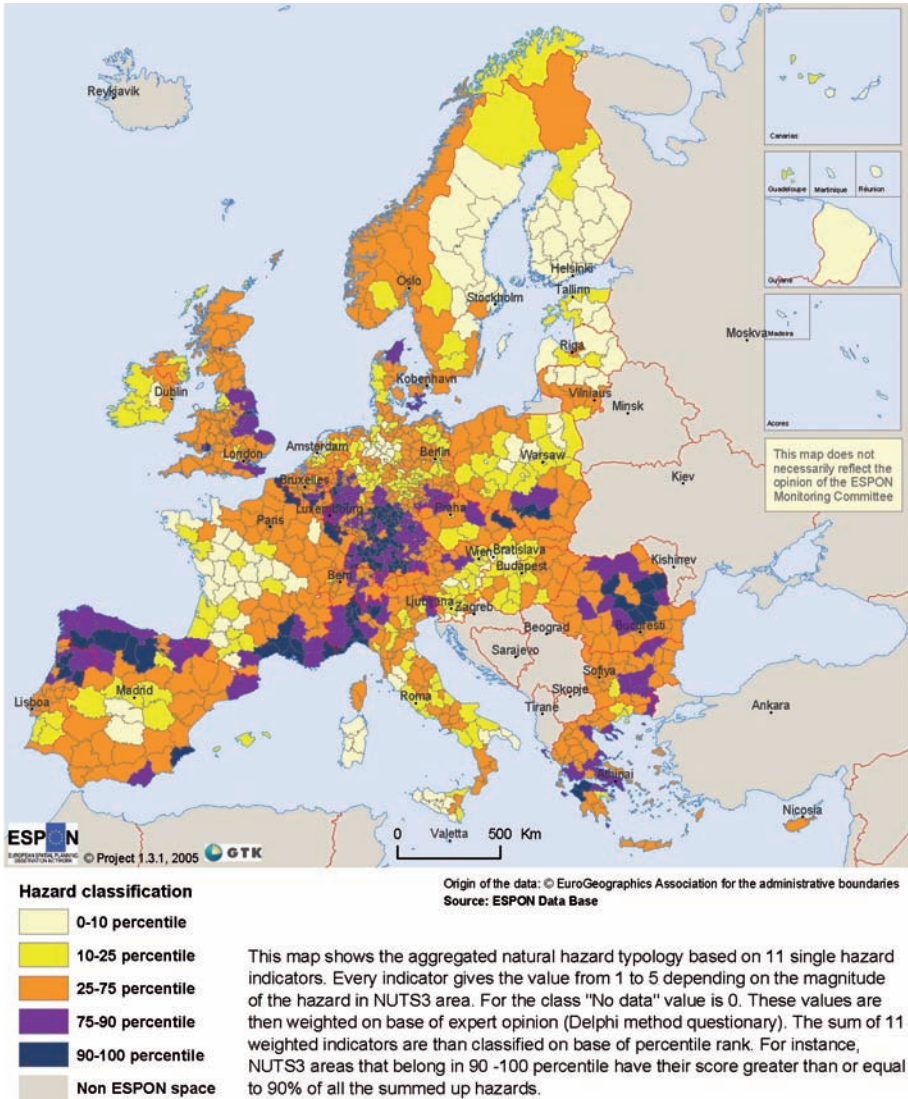 Reykjavik
Canarias
Guadeloupe
Martinique
Réunion
Guyane
Helsinki
Oslo
Tallinn
Stockholm
Moskva
Madeira
Riga
Dublin
Kobenhavn
Vilniaus
Minsk
Acores
Amsterdam
London
Berlin
Warsaw
This map does not
necessarily reflect the
opinion of the ESPON
Monitoring Committee
Bruxelles
Kiev
Luxembourg
Praha
Paris
Wien
Bratislava
Kishinev
Budapest
Bern
Ljubljana
Zagreb
Beograd
Bucuresti
Sarajevo
Sofiya
Madrid
Roma
Skopje
Lisboa
Tirane
Ankara
Athinai
Nicosia
ESPON
EUROPEAN SPATIAL PLANNING
OBSERVATION NETWORK
© Project 1.3.1, 2005
GTK
Valetta
0 500 Km
Hazard classification
Origin of the data: © EuroGeographics Association for the administrative boundaries
Source: ESPON Data Base
0-10 percentile
10-25 percentile
25-75 percentile
75-90 percentile
90-100 percentile
Non ESPON space
This map shows the aggregated natural hazard typology based on 11 single hazard
indicators. Every indicator gives the value from 1 to 5 depending on the magnitude
of the hazard in NUTS3 area. For the class "No data" value is 0. These values are
then weighted on base of expert opinion (Delphi method questionary). The sum of 11
weighted indicators are than classified on base of percentile rank. For instance,
NUTS3 areas that belong in 90 -100 percentile have their score greater than or equal
to 90% of all the summed up hazards.